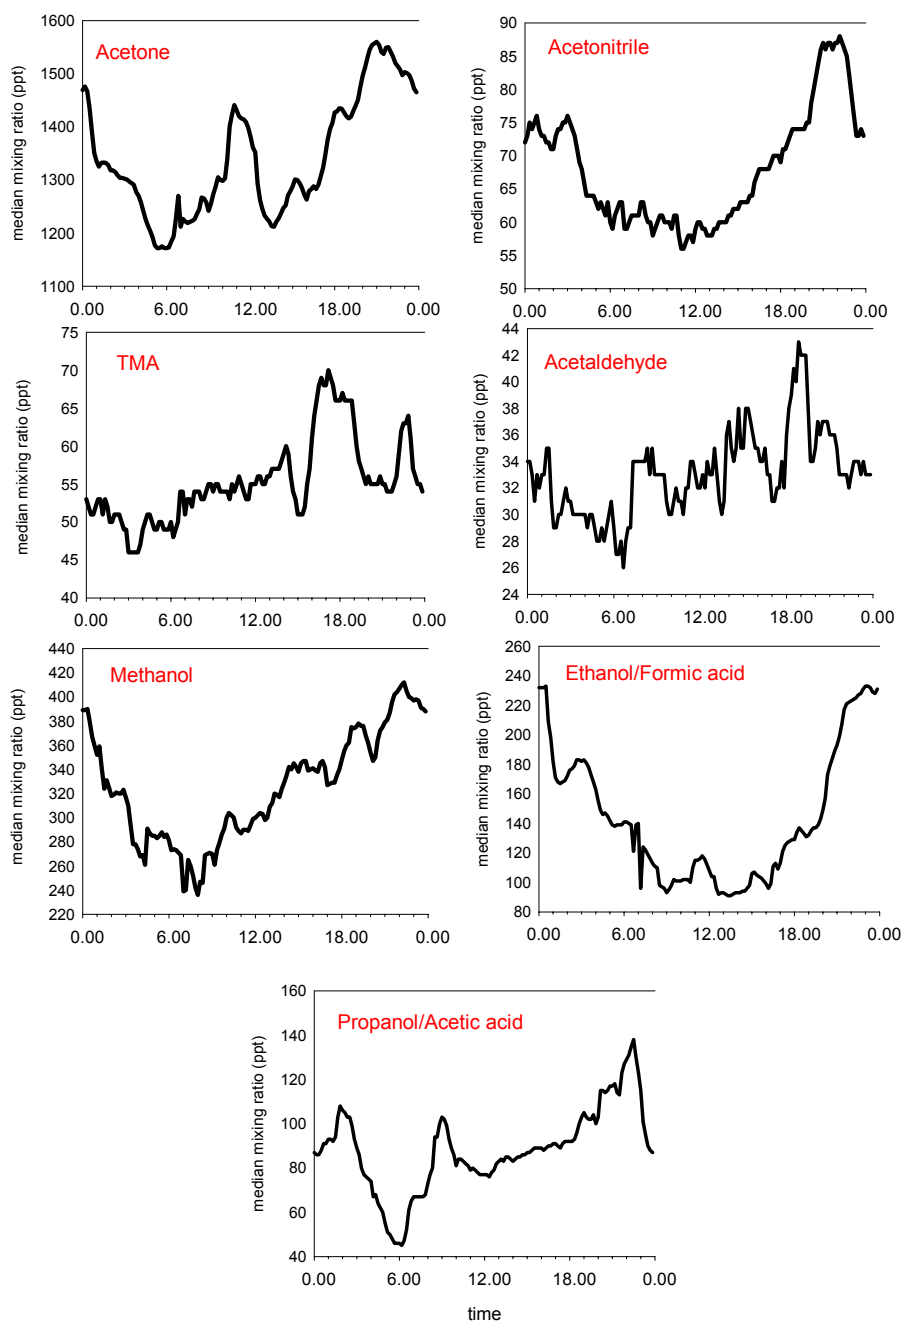 Acetone
median mixing ratio (ppt)
1600
1500
1400
1300
1200
1100
0.00 6.00 12.00 18.00 0.00
Acetonitrile
median mixing ratio (ppt)
90
85
80
75
70
65
60
55
50
0.00 6.00 12.00 18.00 0.00
TMA
median mixing ratio (ppt)
75
70
65
60
55
50
45
40
0.00 6.00 12.00 18.00 0.00
Acetaldehyde
median mixing ratio (ppt)
44
42
40
38
36
34
32
30
28
26
24
0.00 6.00 12.00 18.00 0.00
Methanol
median mixing ratio (ppt)
440
420
400
380
360
340
320
300
280
260
240
220
0.00 6.00 12.00 18.00 0.00
Ethanol/Formic acid
median mixing ratio (ppt)
260
240
220
200
180
160
140
120
100
80
0.00 6.00 12.00 18.00 0.00
Propanol/Acetic acid
median mixing ratio (ppt)
160
140
120
100
80
60
40
0.00 6.00 12.00 18.00 0.00
time